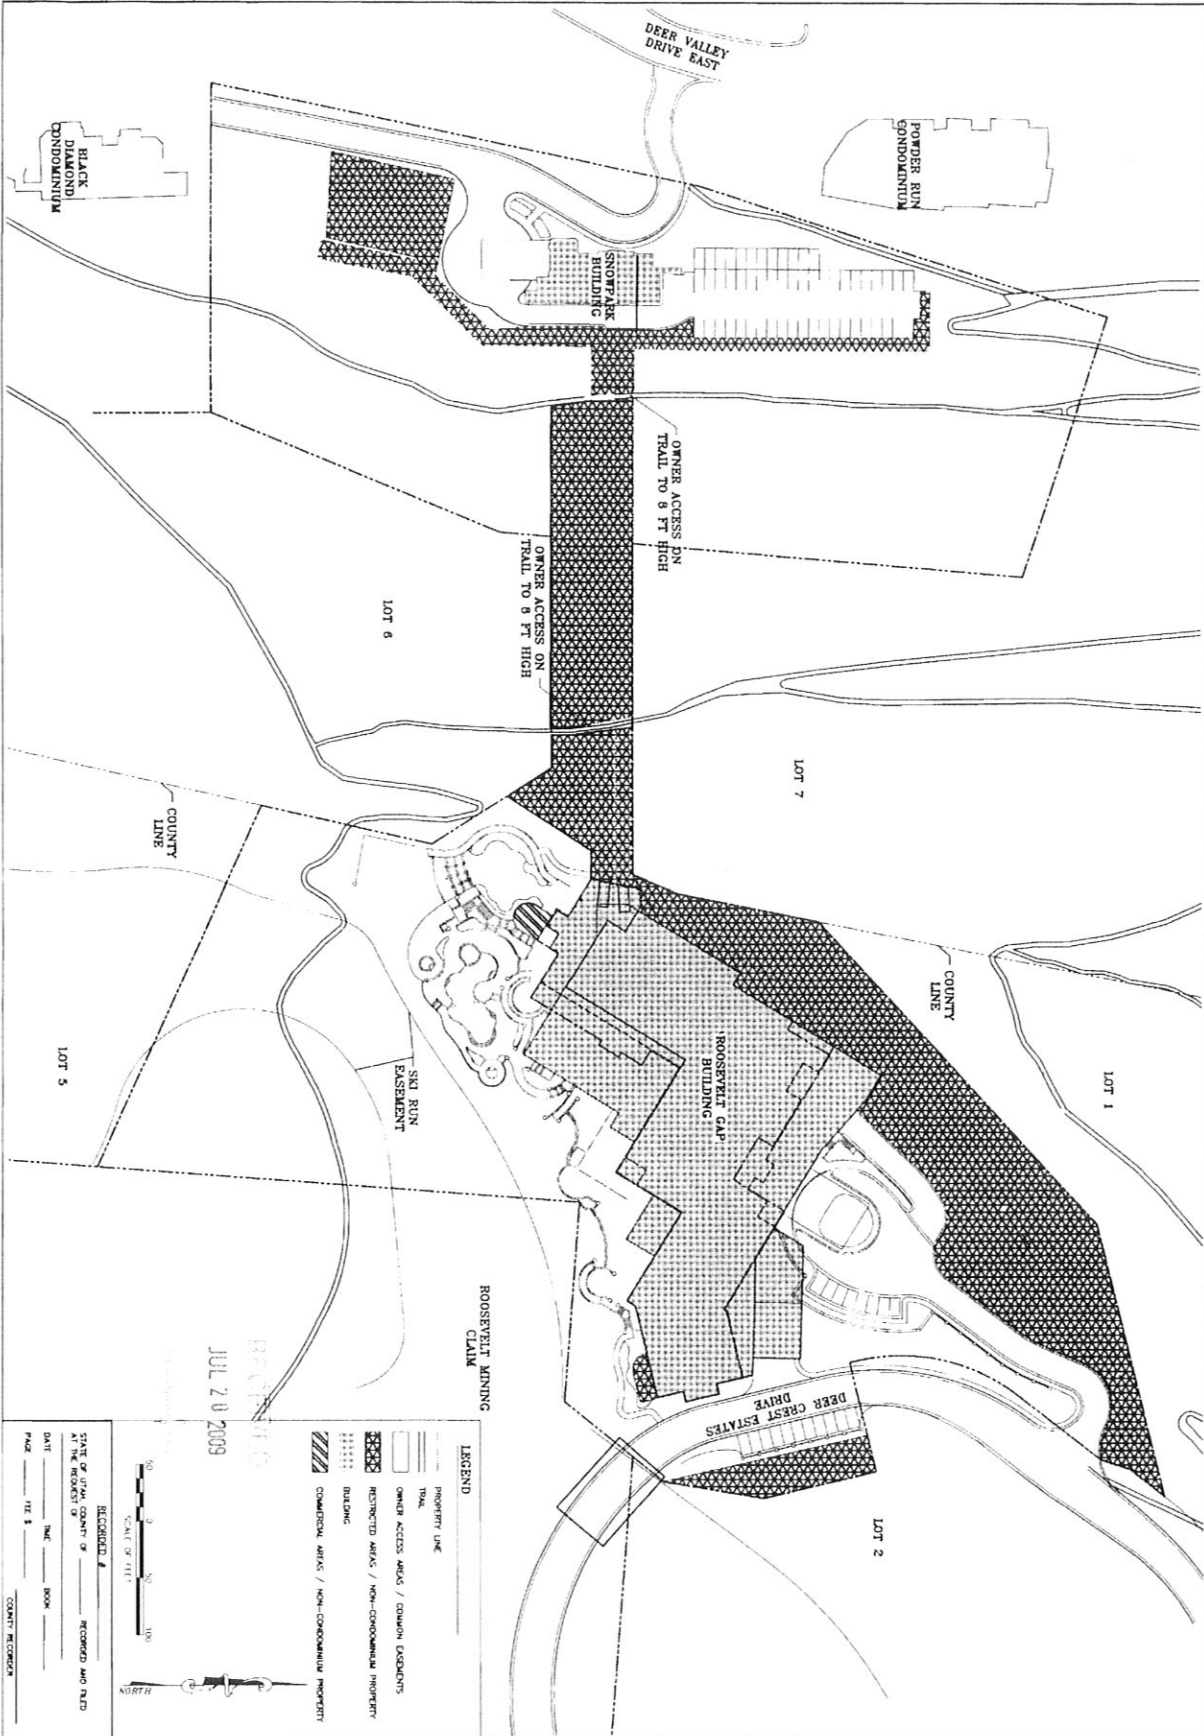 DEER VALLEY
DRIVE EAST
POWDER RUN
CONDOMINIUM
BLACK
DIAMOND
CONDOMINIUM
SNOWPARK
BUILDING
OWNER ACCESS ON
TRAIL TO 8 FT HIGH
OWNER ACCESS ON
TRAIL TO 8 FT HIGH
LOT 6
LOT 7
COUNTY
LINE
COUNTY
LINE
LOT 1
LOT 5
SKI RUN
EASEMENT
ROOSEVELT GAP
BUILDING
ROOSEVELT MINING
CLAIM
DEER CREST ESTATES
DRIVE
LOT 2
JUL 20 2009
LEGEND
PROPERTY LINE
TRAIL
OWNER ACCESS AREAS / COMMON EASEMENTS
RESTRICTED AREAS / NON-CONDOMINIUM PROPERTY
BUILDING
COMMERCIAL AREAS / NON-CONDOMINIUM PROPERTY
50 0 50 100
SCALE OF FEET
NORTH
RECORDED #
STATE OF UTAH, COUNTY OF RECORDED AND FILED
AT THE REQUEST OF
DATE TIME BOOK
PAGE FEE $
COUNTY RECORDER